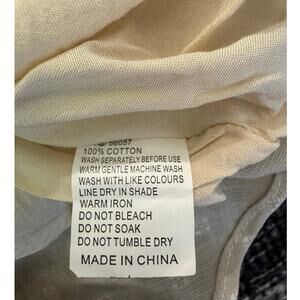 56057
100% COTTON
WASH SEPARATELY BEFORE USE
WARM GENTLE MACHINE WASH
WASH WITH LIKE COLOURS
LINE DRY IN SHADE
WARM IRON
DO NOT BLEACH
DO NOT SOAK
DO NOT TUMBLE DRY
MADE IN CHINA